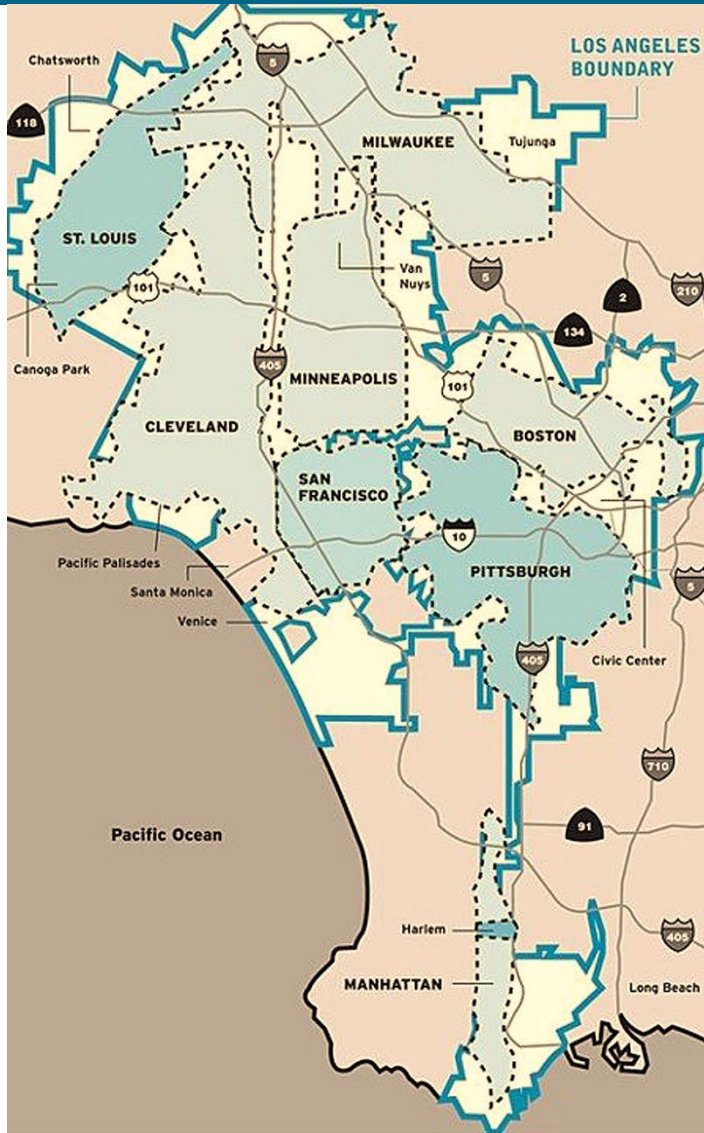 LOS ANGELES
BOUNDARY
5
Chatsworth
118
MILWAUKEE
Tujunga
ST. LOUIS
Van
Nuys
5
101
210
2
134
Canoga Park
405
MINNEAPOLIS
101
CLEVELAND
BOSTON
SAN
FRANCISCO
10
Pacific Palisades
PITTSBURGH
5
Santa Monica
Venice
405
Civic Center
710
Pacific Ocean
91
Harlem
405
MANHATTAN
Long Beach